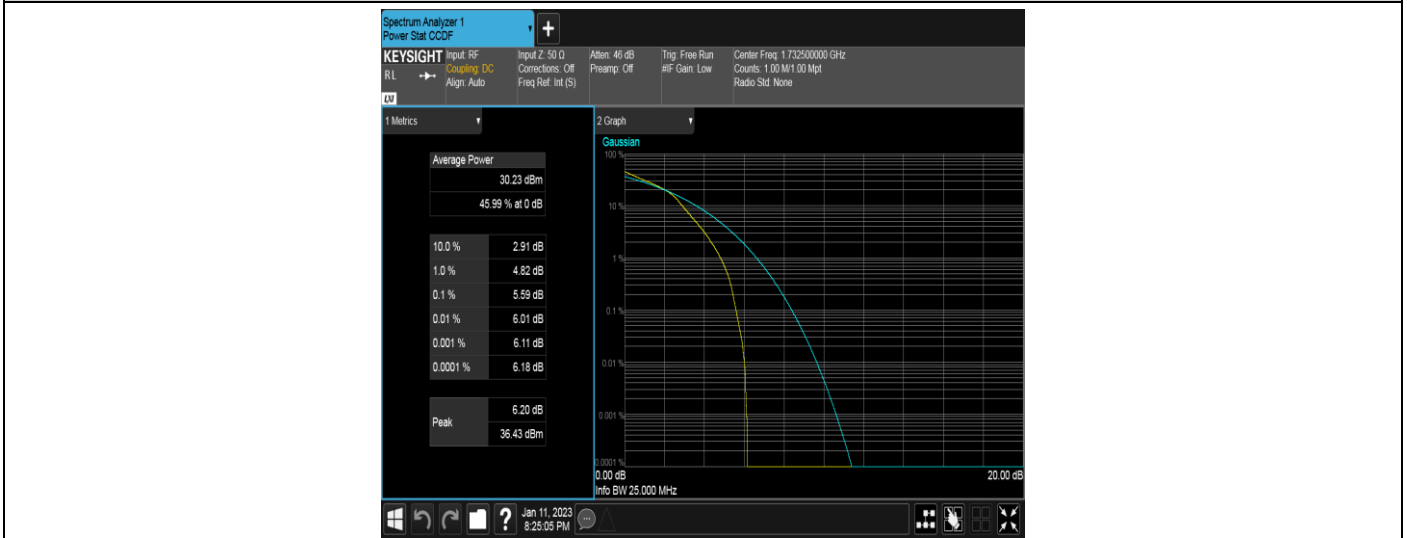 Spectrum Analyzer 1
Power Stat CCDF
+
KEYSIGHT
RL
LXI
Input: RF
Coupling: DC
Align: Auto
Input Z: 50 Ω
Corrections: Off
Freq Ref: Int (S)
Atten: 46 dB
Preamp: Off
Trig: Free Run
#IF Gain: Low
Center Freq: 1.732500000 GHz
Counts: 1.00 M/1.00 Mpt
Radio Std: None
1 Metrics
Average Power
30.23 dBm
45.99 % at 0 dB
10.0 % 2.91 dB
1.0 % 4.82 dB
0.1 % 5.59 dB
0.01 % 6.01 dB
0.001 % 6.11 dB
0.0001 % 6.18 dB
Peak
6.20 dB
36.43 dBm
2 Graph
Gaussian
100 %
10 %
1 %
0.1 %
0.01 %
0.001 %
0.0001 %
0.00 dB 20.00 dB
Info BW 25.000 MHz
?
Jan 11, 2023
8:25:05 PM